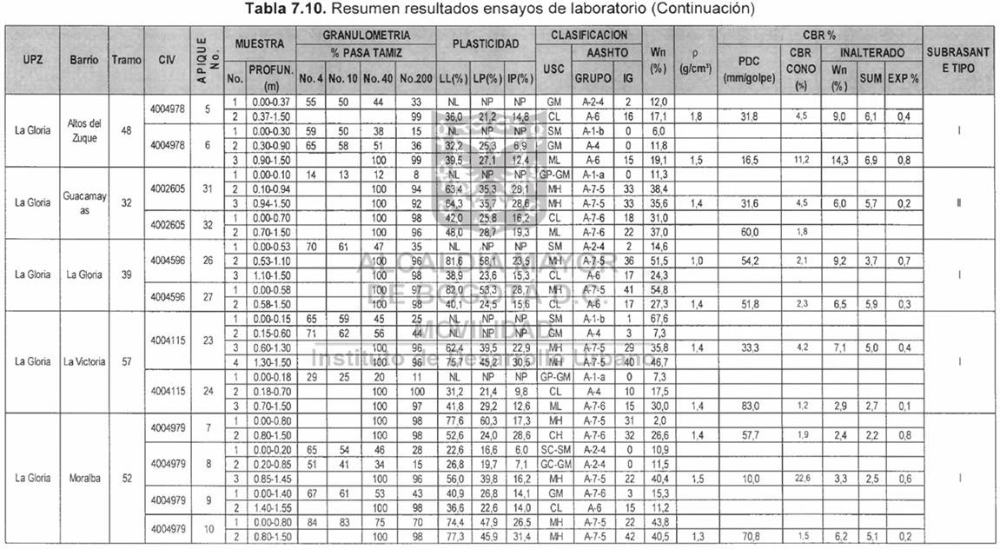 Tabla 7.10. Resumen resultados ensayos de laboratorio (Continuación)
UPZ Barrio Tramo CIV APIQUE No. MUESTRA GRANULOMETRIA PLASTICIDAD CLASIFICACION Wn (%) ρ (g/cm³) CBR % SUBRASANTE TIPO
% PASA TAMIZ USC AASHTO PDC (mm/golpe) CBR CONO (%) INALTERADO
No. PROFUN. (m) No. 4 No. 10 No. 40 No.200 LL(%) LP(%) IP(%) GRUPO IG Wn (%) SUM EXP %
La Gloria Altos del Zuque 48 4004978 5 1 0.00-0.37 55 50 44 33 NL NP NP GM A-2-4 2 12,0 I
2 0.37-1.50 99 36,0 21,2 14,8 CL A-6 16 17,1 1,8 31,8 4,5 9,0 6,1 0,4
4004978 6 1 0.00-0.30 59 50 38 15 NL NP NP SM A-1-b 0 6,0
2 0.30-0.90 65 58 51 36 32,2 25,3 6,9 GM A-4 0 11,8
3 0.90-1.50 100 99 39,5 27,1 12,4 ML A-6 15 19,1 1,5 16,5 11,2 14,3 6,9 0,8
La Gloria Guacamayas 32 4002605 31 1 0.00-0.10 14 13 12 8 NL NP NP GP-GM A-1-a 0 11,3 II
2 0.10-0.94 100 94 63,4 35,3 28,1 MH A-7-5 33 38,4
3 0.94-1.50 100 92 64,3 35,7 28,6 MH A-7-5 33 35,6 1,4 31,6 4,5 6,0 5,7 0,2
4002605 32 1 0.00-0.70 100 98 42,0 25,8 16,2 CL A-7-6 18 31,0
2 0.70-1.50 100 96 48,0 28,7 19,3 ML A-7-6 22 37,0 60,0 1,8
La Gloria La Gloria 39 4004596 26 1 0.00-0.53 70 61 47 35 NL NP NP SM A-2-4 2 14,6 I
2 0.53-1.10 100 96 81,6 58,1 23,5 MH A-7-5 36 51,5 1,0 54,2 2,1 9,2 3,7 0,7
3 1.10-1.50 100 98 38,9 23,6 15,3 CL A-6 17 24,3
4004596 27 1 0.00-0.58 100 97 82,0 53,3 28,7 MH A-7-5 41 54,8
2 0.58-1.50 100 98 40,1 24,5 15,6 CL A-6 17 27,3 1,4 51,8 2,3 6,5 5,9 0,3
La Gloria La Victoria 57 4004115 23 1 0.00-0.15 65 59 45 25 NL NP NP SM A-1-b 1 67,6 I
2 0.15-0.60 71 62 56 44 NL NP NP GM A-4 3 7,3
3 0.60-1.30 100 96 62,4 39,5 22,9 MH A-7-5 29 35,8 1,4 33,3 4,2 7,1 5,0 0,4
4 1.30-1.50 100 96 75,7 45,2 30,5 MH A-7-5 40 46,7
4004115 24 1 0.00-0.18 29 25 20 11 NL NP NP GP-GM A-1-a 0 7,3
2 0.18-0.70 100 100 31,2 21,4 9,8 CL A-4 10 17,5
3 0.70-1.50 100 97 41,8 29,2 12,6 ML A-7-6 15 30,0 1,4 83,0 1,2 2,9 2,7 0,1
La Gloria Moralba 52 4004979 7 1 0.00-0.80 100 98 77,6 60,3 17,3 MH A-7-5 31 2,0 I
2 0.80-1.50 100 98 52,6 24,0 28,6 CH A-7-6 32 26,6 1,4 57,7 1,9 2,4 2,2 0,8
4004979 8 1 0.00-0.20 65 54 46 28 22,6 16,6 6,0 SC-SM A-2-4 0 10,9
2 0.20-0.85 51 41 34 15 26,8 19,7 7,1 GC-GM A-2-4 0 11,5
3 0.85-1.45 100 96 56,0 39,8 16,2 MH A-7-5 22 40,4 1,5 10,0 22,6 3,3 2,5 0,6
4004979 9 1 0.00-1.40 67 61 53 43 40,9 26,8 14,1 GM A-7-6 3 15,3
2 1.40-1.55 100 98 36,6 22,6 14,0 CL A-6 15 11,2
4004979 10 1 0.00-0.80 84 83 75 70 74,4 47,9 26,5 MH A-7-5 22 43,8
2 0.80-1.50 100 98 77,3 45,9 31,4 MH A-7-5 42 40,5 1,3 70,8 1,5 6,2 5,1 0,2
ALCALDIA MAYOR
DE BOGOTA D.C.
MOVILIDAD
Instituto de Desarrollo Urbano